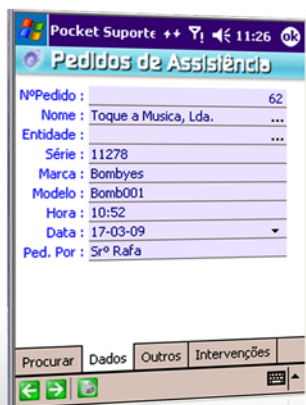 Pocket Suporte ++ 11:26 ok
Pedidos de Assistência
NºPedido : 62
Nome : Toque a Musica, Lda. ...
Entidade : ...
Série : 11278
Marca : Bombyes
Modelo : Bomb001
Hora : 10:52
Data : 17-03-09
Ped. Por : Srº Rafa
Procurar Dados Outros Intervenções